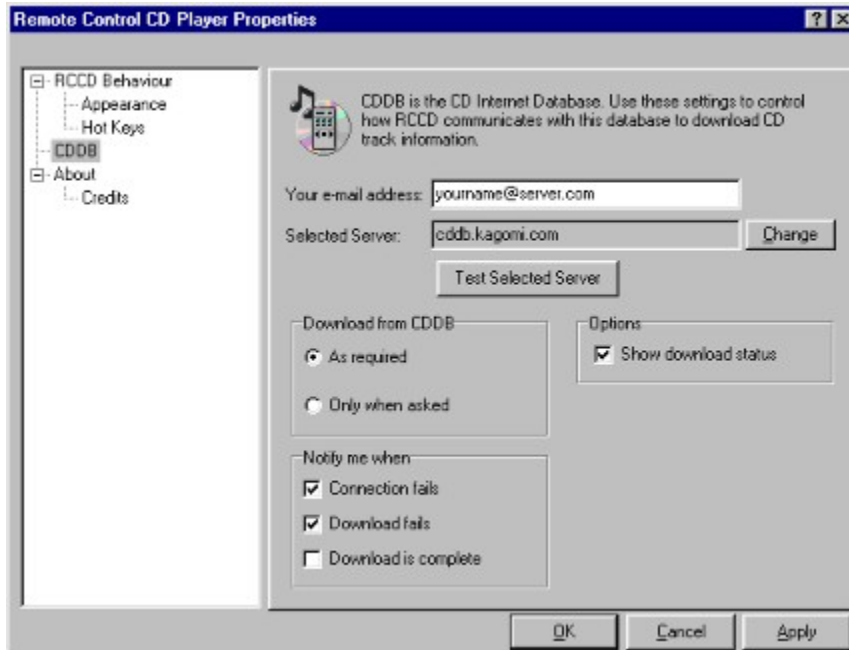 Remote Control CD Player Properties
RCCD Behaviour
Appearance
Hot Keys
CDDB
About
Credits
CDDB is the CD Internet Database. Use these settings to control
how RCCD communicates with this database to download CD
track information.
Your e-mail address: yourname@server.com
Selected Server: cddb.kagomi.com Change
Test Selected Server
Download from CDDB
As required
Only when asked
Options
Show download status
Notify me when
Connection fails
Download fails
Download is complete
OK Cancel Apply